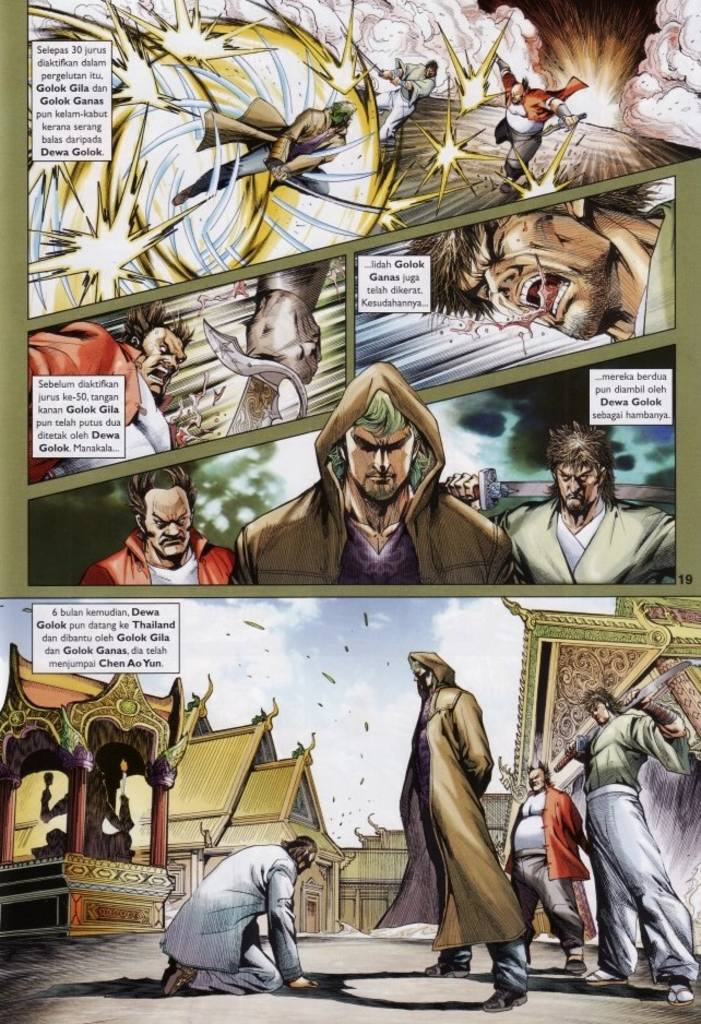 Selepas 30 jurus
diaktifkan dalam
pergelutan itu,
Golok Gila dan
Golok Ganas
pun kelam-kabut
kerana serang
balas daripada
Dewa Golok.
Sebelum diaktifkan
jurus ke-50, tangan
kanan Golok Gila
pun telah putus dua
ditetak oleh Dewa
Golok. Manakala...
...lidah Golok
Ganas juga
telah dikerat.
Kesudahannya...
...mereka berdua
pun diambil oleh
Dewa Golok
sebagai hambanya.
19
6 bulan kemudian, Dewa
Golok pun datang ke Thailand
dan dibantu oleh Golok Gila
dan Golok Ganas, dia telah
menjumpai Chen Ao Yun.